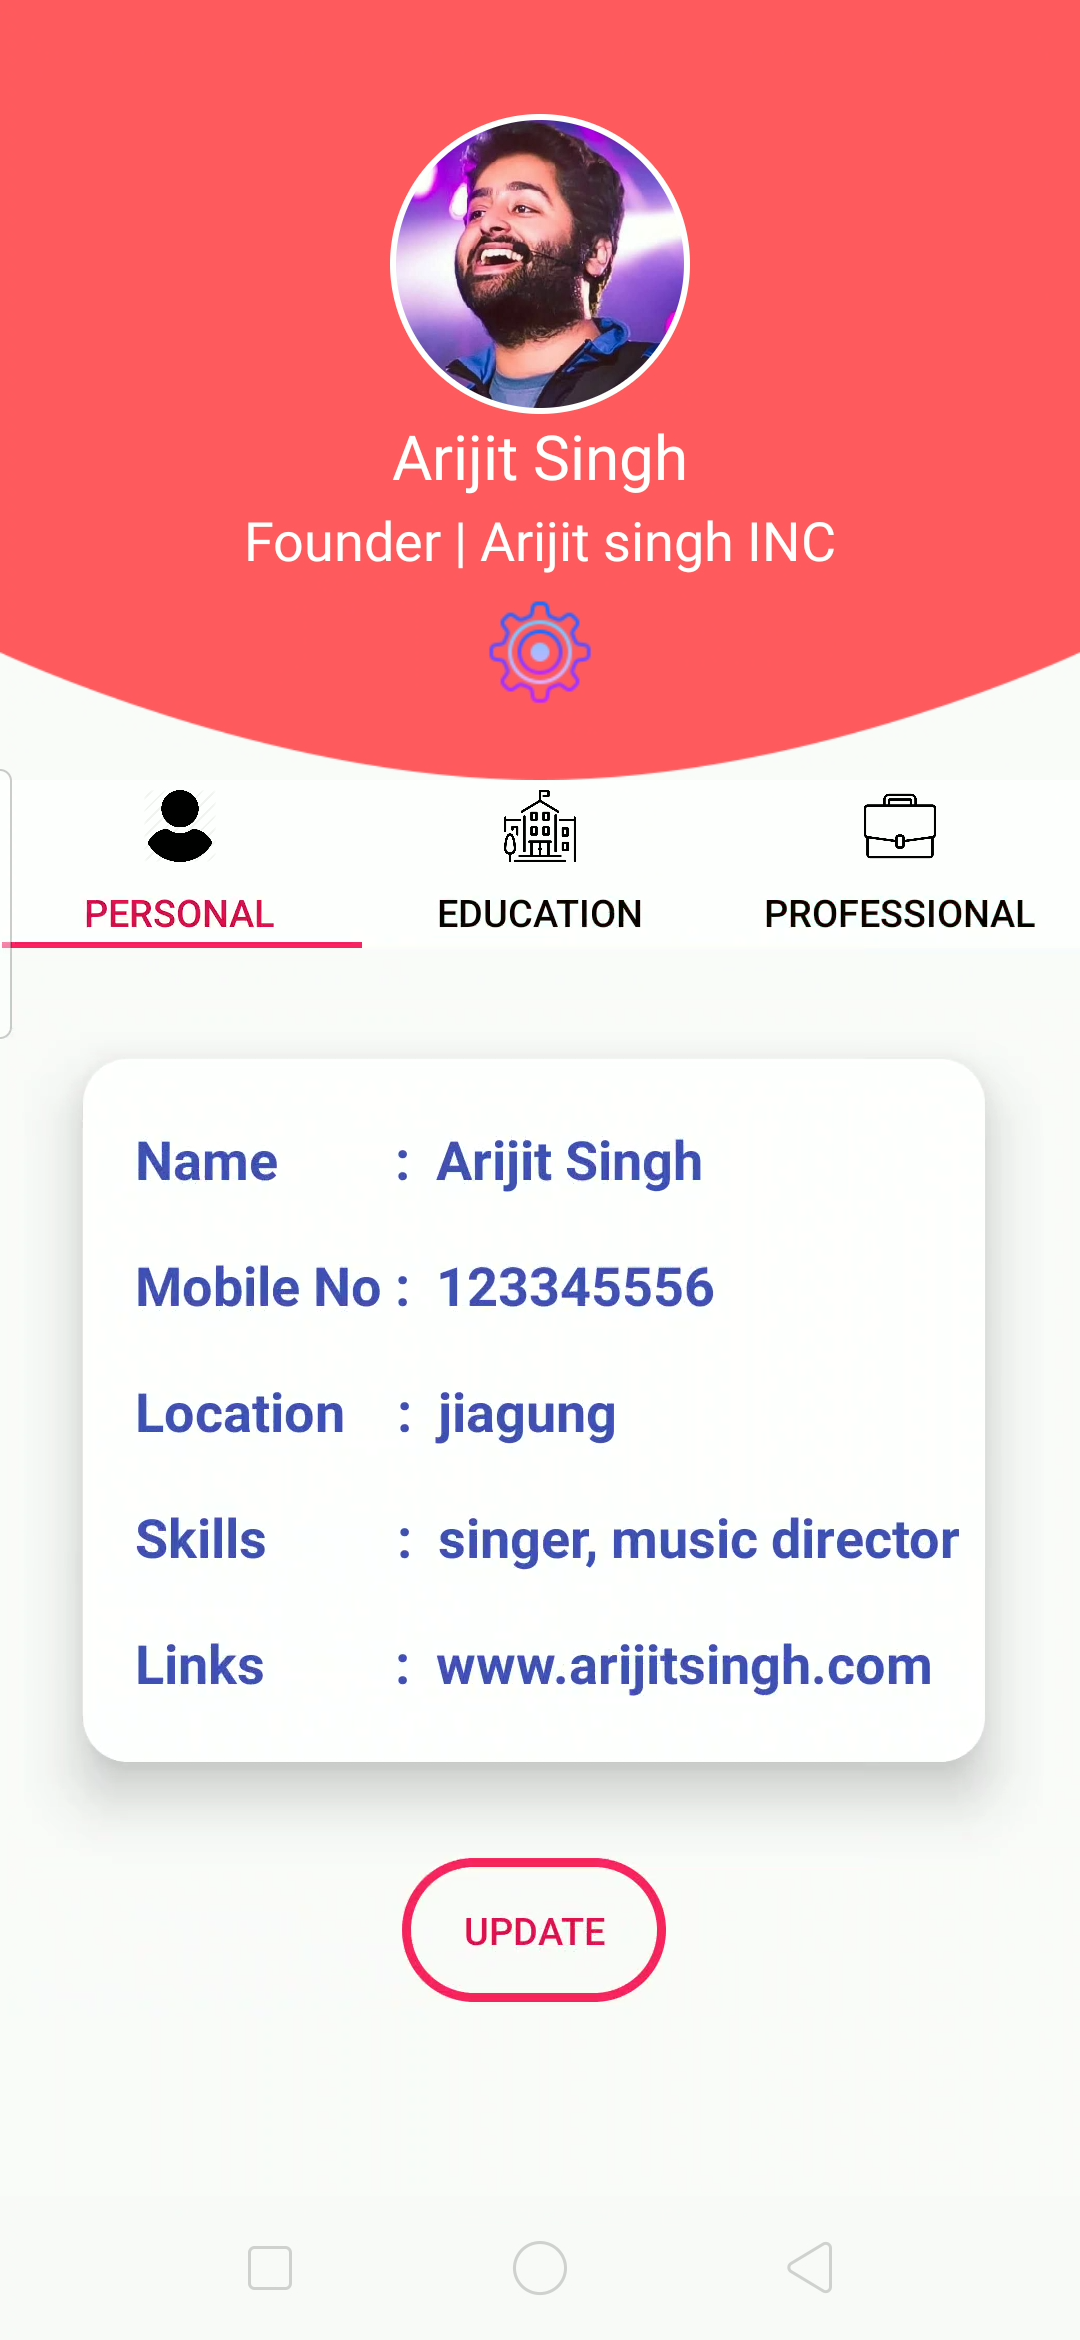 Arijit Singh
Founder | Arijit singh INC
PERSONAL EDUCATION PROFESSIONAL
Name : Arijit Singh
Mobile No : 123345556
Location : jiagung
Skills : singer, music director
Links : www.arijitsingh.com
UPDATE